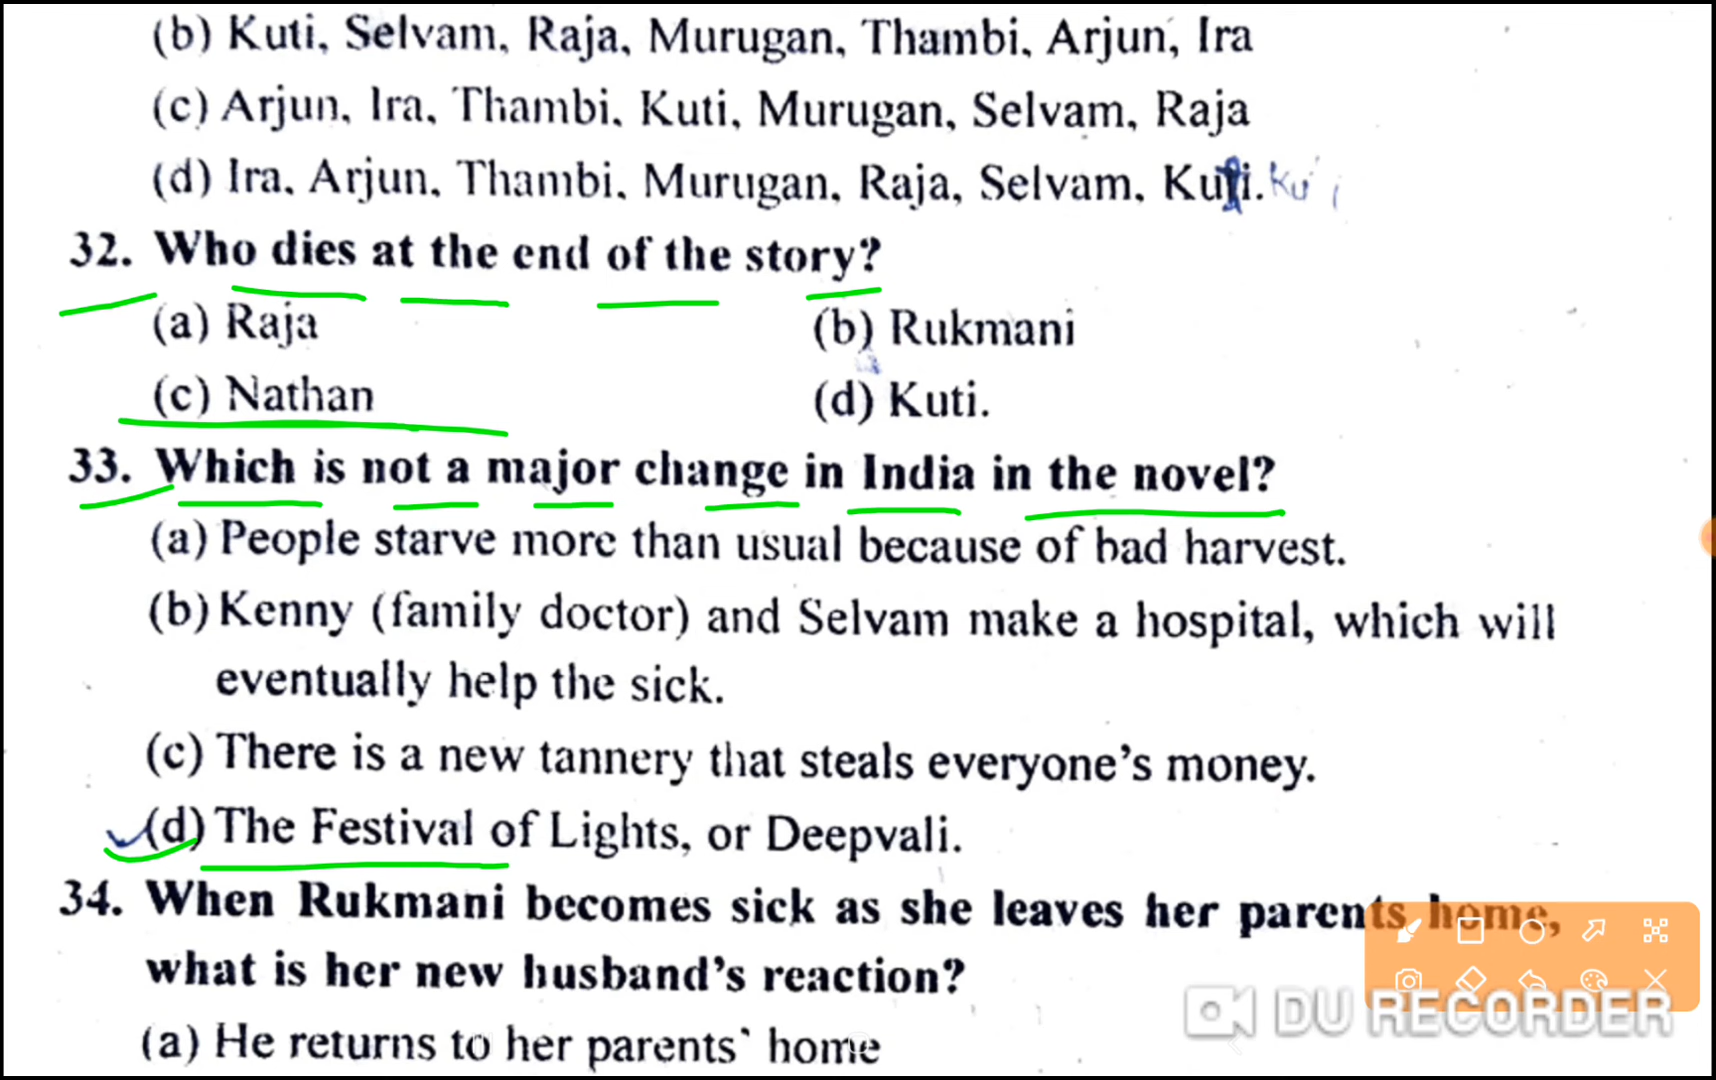 (b) Kuti, Selvam, Raja, Murugan, Thambi, Arjun, Ira
(c) Arjun, Ira, Thambi, Kuti, Murugan, Selvam, Raja
(d) Ira, Arjun, Thambi, Murugan, Raja, Selvam, Kuti.
32. Who dies at the end of the story?
(a) Raja (b) Rukmani
(c) Nathan (d) Kuti.
33. Which is not a major change in India in the novel?
(a) People starve more than usual because of bad harvest.
(b) Kenny (family doctor) and Selvam make a hospital, which will
eventually help the sick.
(c) There is a new tannery that steals everyone's money.
(d) The Festival of Lights, or Deepvali.
34. When Rukmani becomes sick as she leaves her parents home,
what is her new husband's reaction?
(a) He returns to her parents' home
DU RECORDER